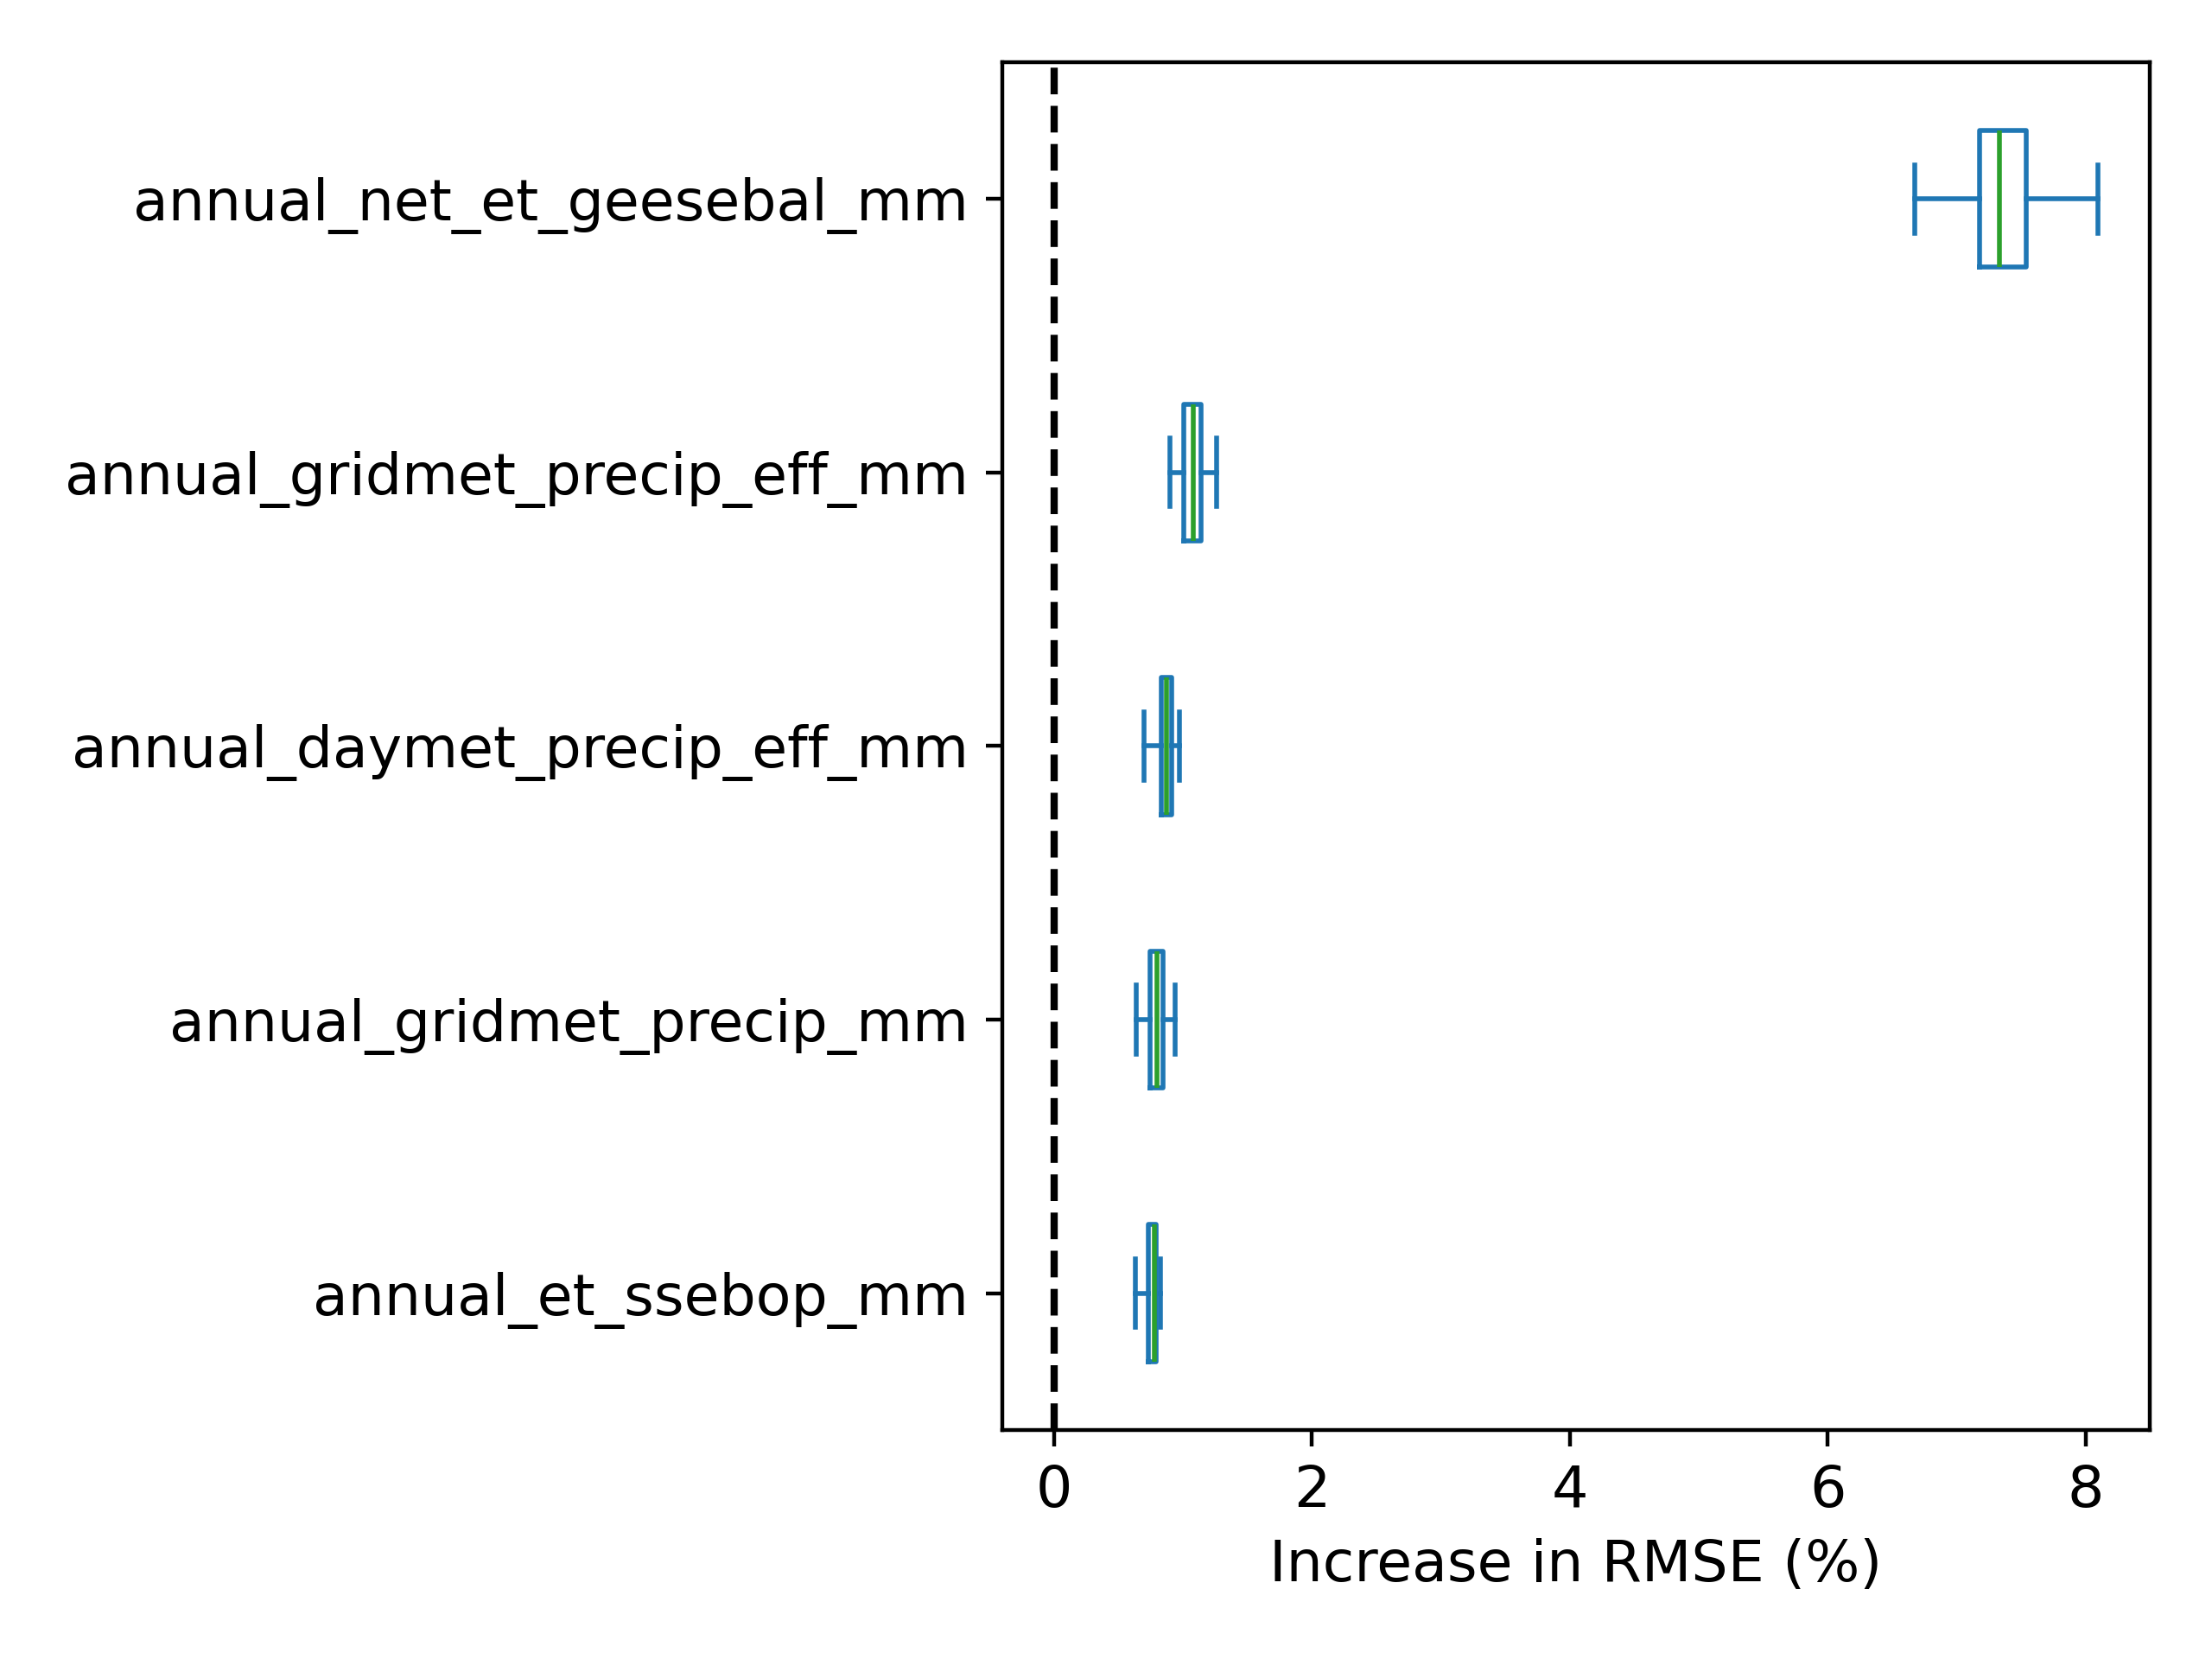 annual_net_et_geesebal_mm
annual_gridmet_precip_eff_mm
annual_daymet_precip_eff_mm
annual_gridmet_precip_mm
annual_et_ssebop_mm
0 2 4 6 8
Increase in RMSE (%)